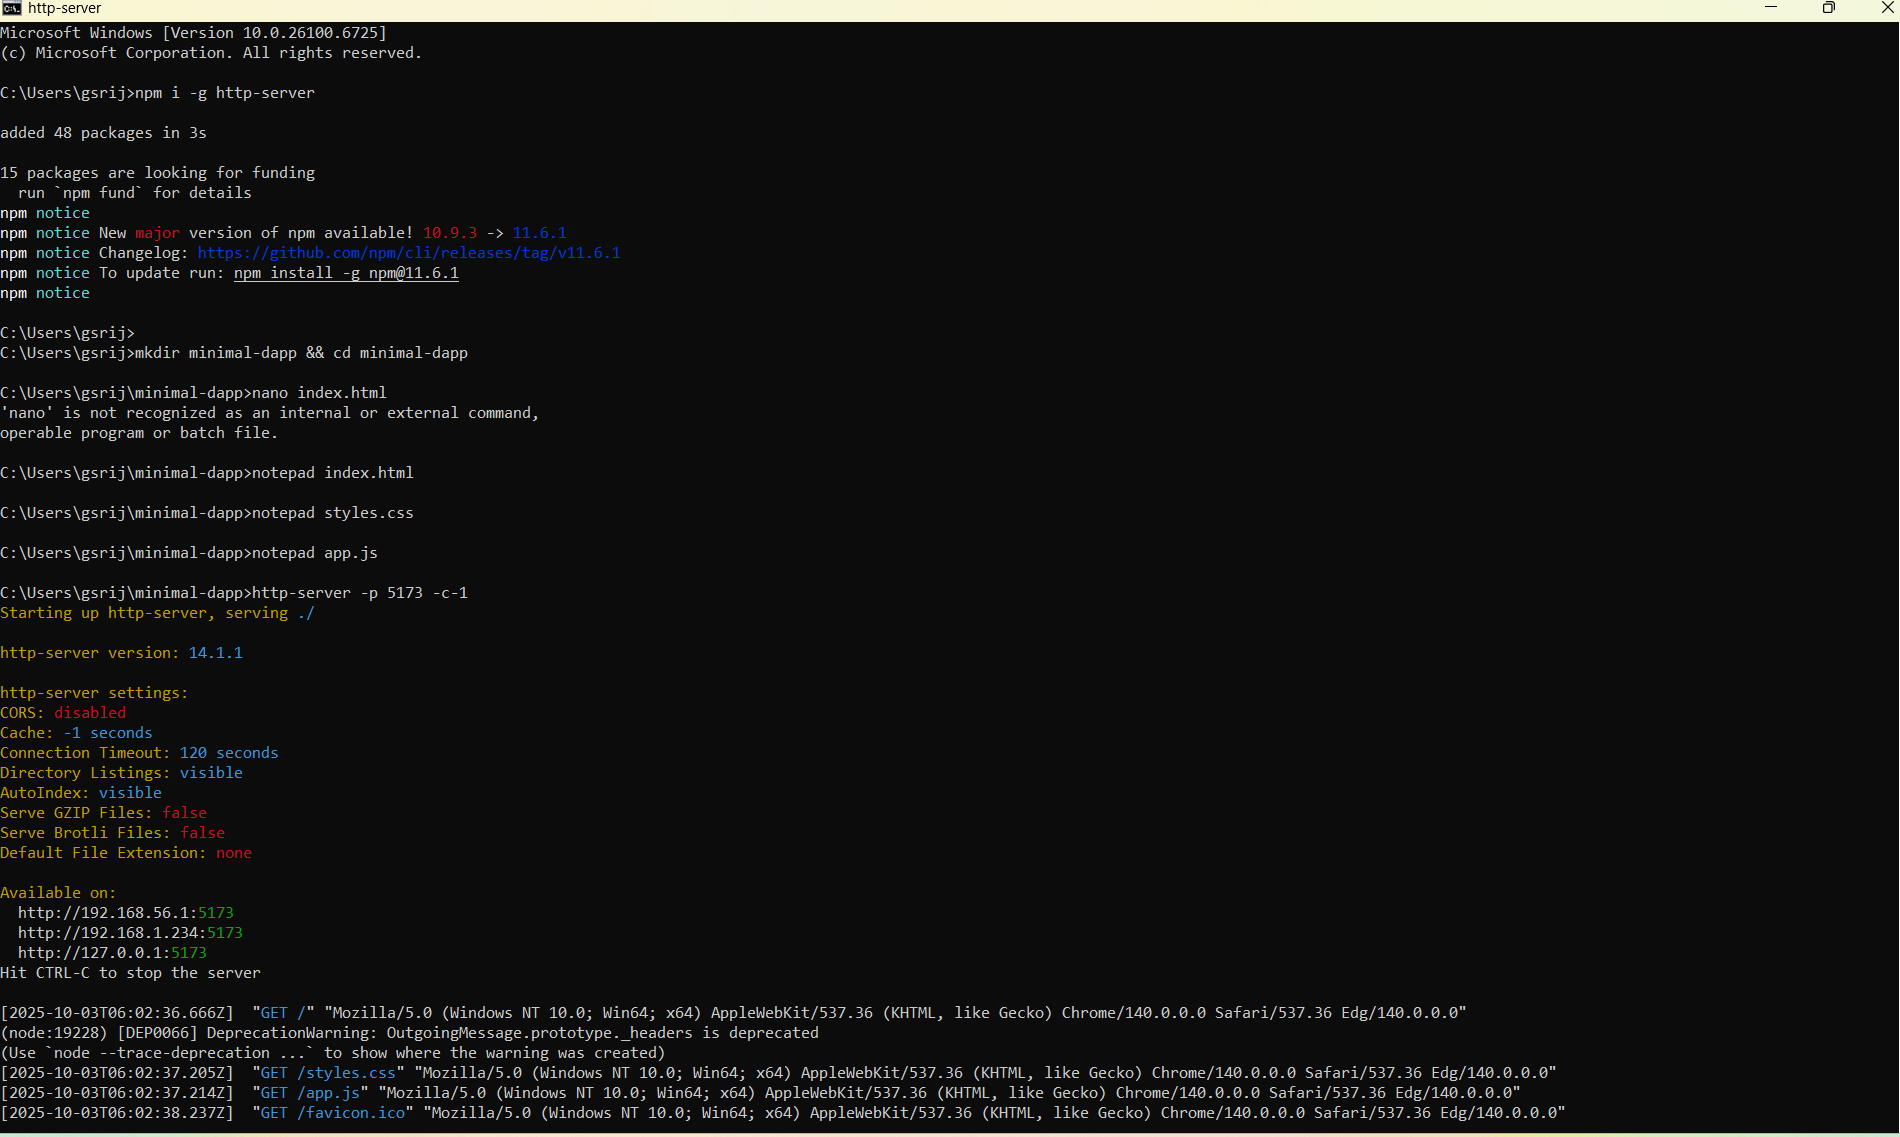 http-server
Microsoft Windows [Version 10.0.26100.6725]
(c) Microsoft Corporation. All rights reserved.
C:\Users\gsrij>npm i -g http-server
added 48 packages in 3s
15 packages are looking for funding
  run `npm fund` for details
npm notice
npm notice New major version of npm available! 10.9.3 -> 11.6.1
npm notice Changelog: https://github.com/npm/cli/releases/tag/v11.6.1
npm notice To update run: npm install -g npm@11.6.1
npm notice
C:\Users\gsrij>
C:\Users\gsrij>mkdir minimal-dapp && cd minimal-dapp
C:\Users\gsrij\minimal-dapp>nano index.html
'nano' is not recognized as an internal or external command,
operable program or batch file.
C:\Users\gsrij\minimal-dapp>notepad index.html
C:\Users\gsrij\minimal-dapp>notepad styles.css
C:\Users\gsrij\minimal-dapp>notepad app.js
C:\Users\gsrij\minimal-dapp>http-server -p 5173 -c-1
Starting up http-server, serving ./
http-server version: 14.1.1
http-server settings:
CORS: disabled
Cache: -1 seconds
Connection Timeout: 120 seconds
Directory Listings: visible
AutoIndex: visible
Serve GZIP Files: false
Serve Brotli Files: false
Default File Extension: none
Available on:
  http://192.168.56.1:5173
  http://192.168.1.234:5173
  http://127.0.0.1:5173
Hit CTRL-C to stop the server
[2025-10-03T06:02:36.666Z]  "GET /" "Mozilla/5.0 (Windows NT 10.0; Win64; x64) AppleWebKit/537.36 (KHTML, like Gecko) Chrome/140.0.0.0 Safari/537.36 Edg/140.0.0.0"
(node:19228) [DEP0066] DeprecationWarning: OutgoingMessage.prototype._headers is deprecated
(Use `node --trace-deprecation ...` to show where the warning was created)
[2025-10-03T06:02:37.205Z]  "GET /styles.css" "Mozilla/5.0 (Windows NT 10.0; Win64; x64) AppleWebKit/537.36 (KHTML, like Gecko) Chrome/140.0.0.0 Safari/537.36 Edg/140.0.0.0"
[2025-10-03T06:02:37.214Z]  "GET /app.js" "Mozilla/5.0 (Windows NT 10.0; Win64; x64) AppleWebKit/537.36 (KHTML, like Gecko) Chrome/140.0.0.0 Safari/537.36 Edg/140.0.0.0"
[2025-10-03T06:02:38.237Z]  "GET /favicon.ico" "Mozilla/5.0 (Windows NT 10.0; Win64; x64) AppleWebKit/537.36 (KHTML, like Gecko) Chrome/140.0.0.0 Safari/537.36 Edg/140.0.0.0"